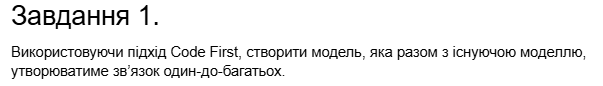 Завдання 1.
Використовуючи підхід Code First, створити модель, яка разом з існуючою моделлю,
утворюватиме зв’язок один-до-багатьох.